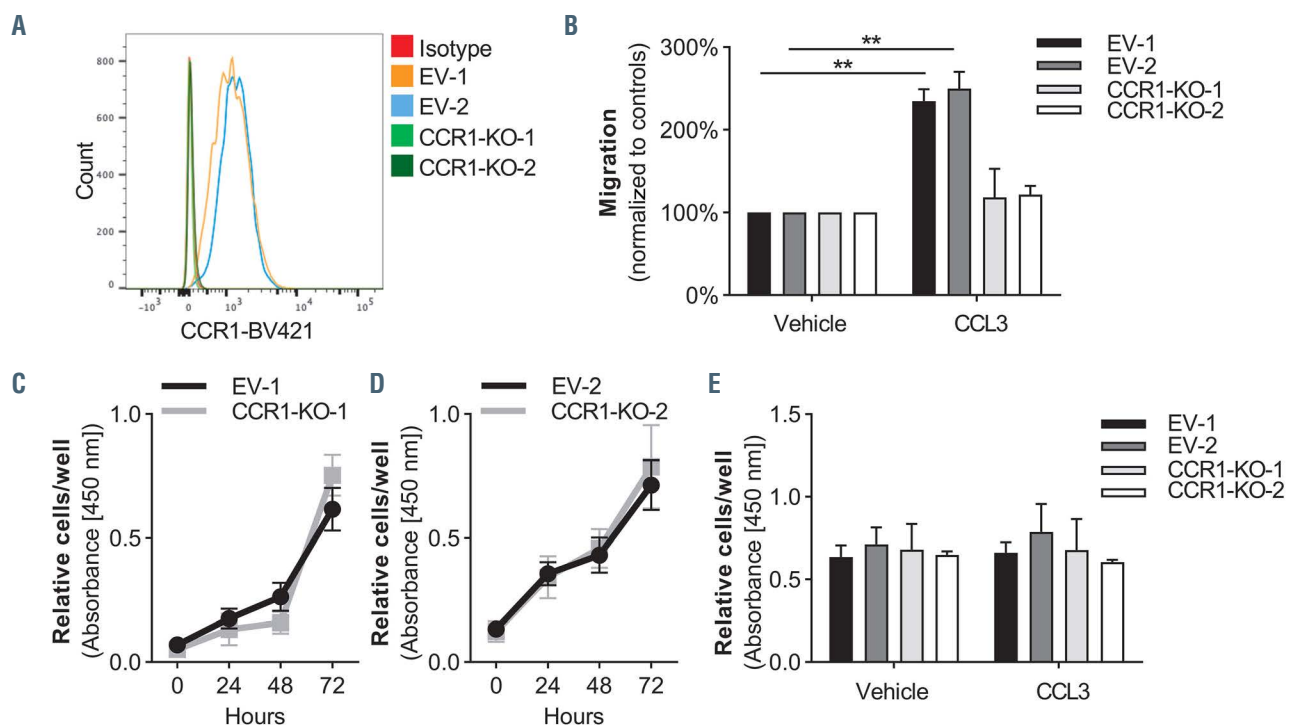 A
Isotype
EV-1
EV-2
CCR1-KO-1
CCR1-KO-2
800
600
400
200
0
Count
-10³ 0 10³ 10⁴ 10⁵
CCR1-BV421
B
300%
200%
100%
0%
Migration
(normalized to controls)
**
**
EV-1
EV-2
CCR1-KO-1
CCR1-KO-2
Vehicle CCL3
C
EV-1
CCR1-KO-1
1.0
0.5
0.0
Relative cells/well
(Absorbance [450 nm])
0 24 48 72
Hours
D
EV-2
CCR1-KO-2
1.0
0.5
0.0
Relative cells/well
(Absorbance [450 nm])
0 24 48 72
Hours
E
1.5
1.0
0.5
0.0
Relative cells/well
(Absorbance [450 nm])
EV-1
EV-2
CCR1-KO-1
CCR1-KO-2
Vehicle CCL3